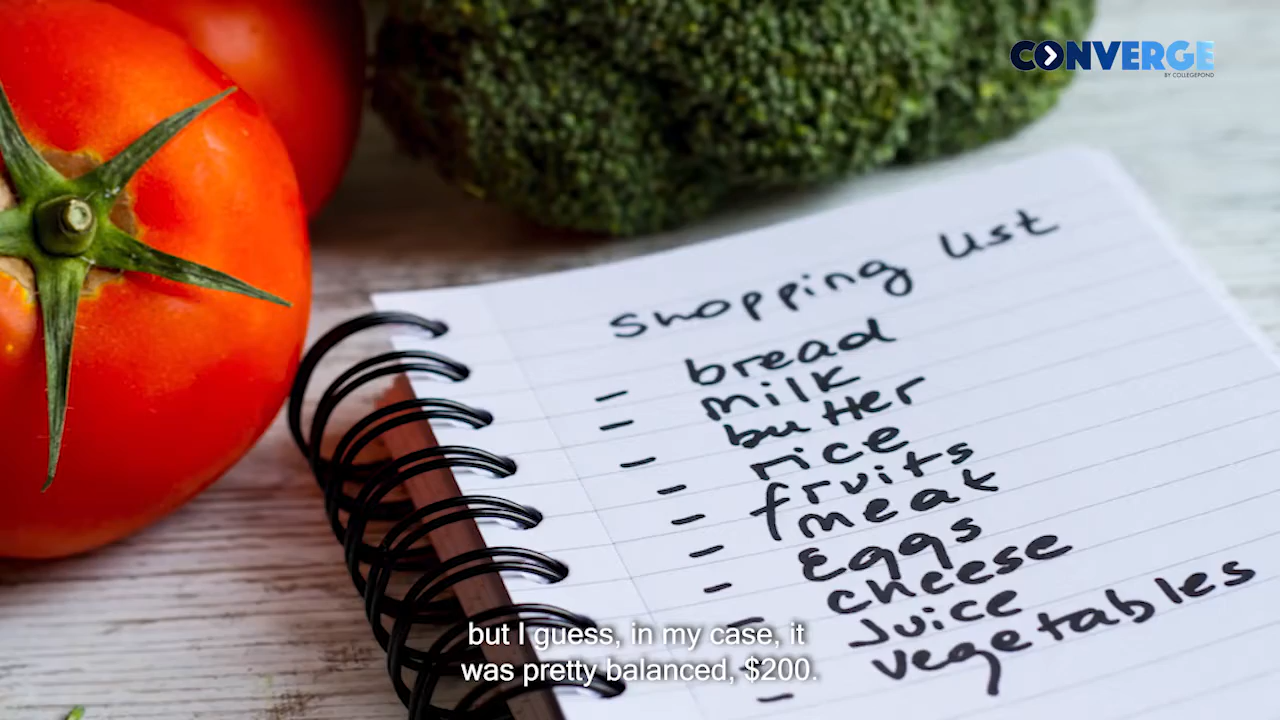 CONVERGE
BY COLLEGEPOND
Shopping List
- bread
- milk
- butter
- rice
- fruits
- meat
- Eggs
- cheese
- Juice
- vegetables
but I guess, in my case, it
was pretty balanced, $200.